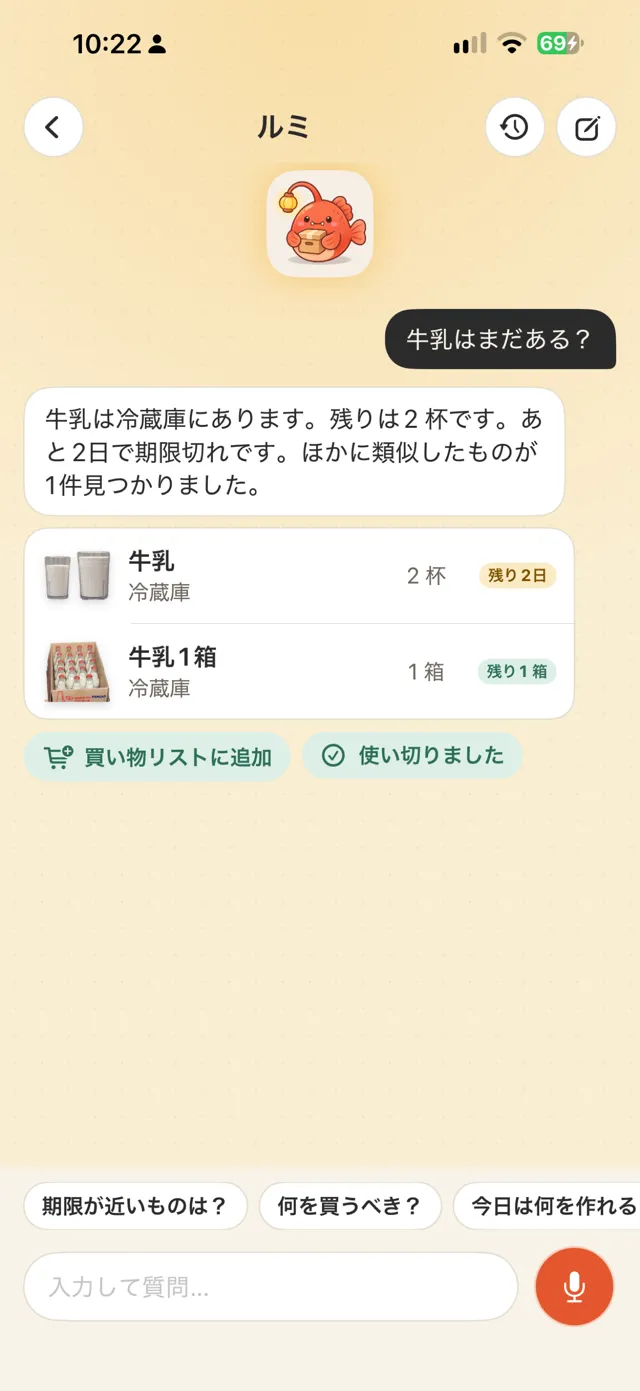 10:22
69
ルミ
牛乳はまだある？
牛乳は冷蔵庫にあります。残りは2 杯です。あ
と2日で期限切れです。ほかに類似したものが
1件見つかりました。
牛乳
冷蔵庫
2 杯
残り2日
牛乳1箱
冷蔵庫
1 箱
残り1 箱
買い物リストに追加
使い切りました
期限が近いものは？
何を買うべき？
今日は何を作れる
入力して質問...